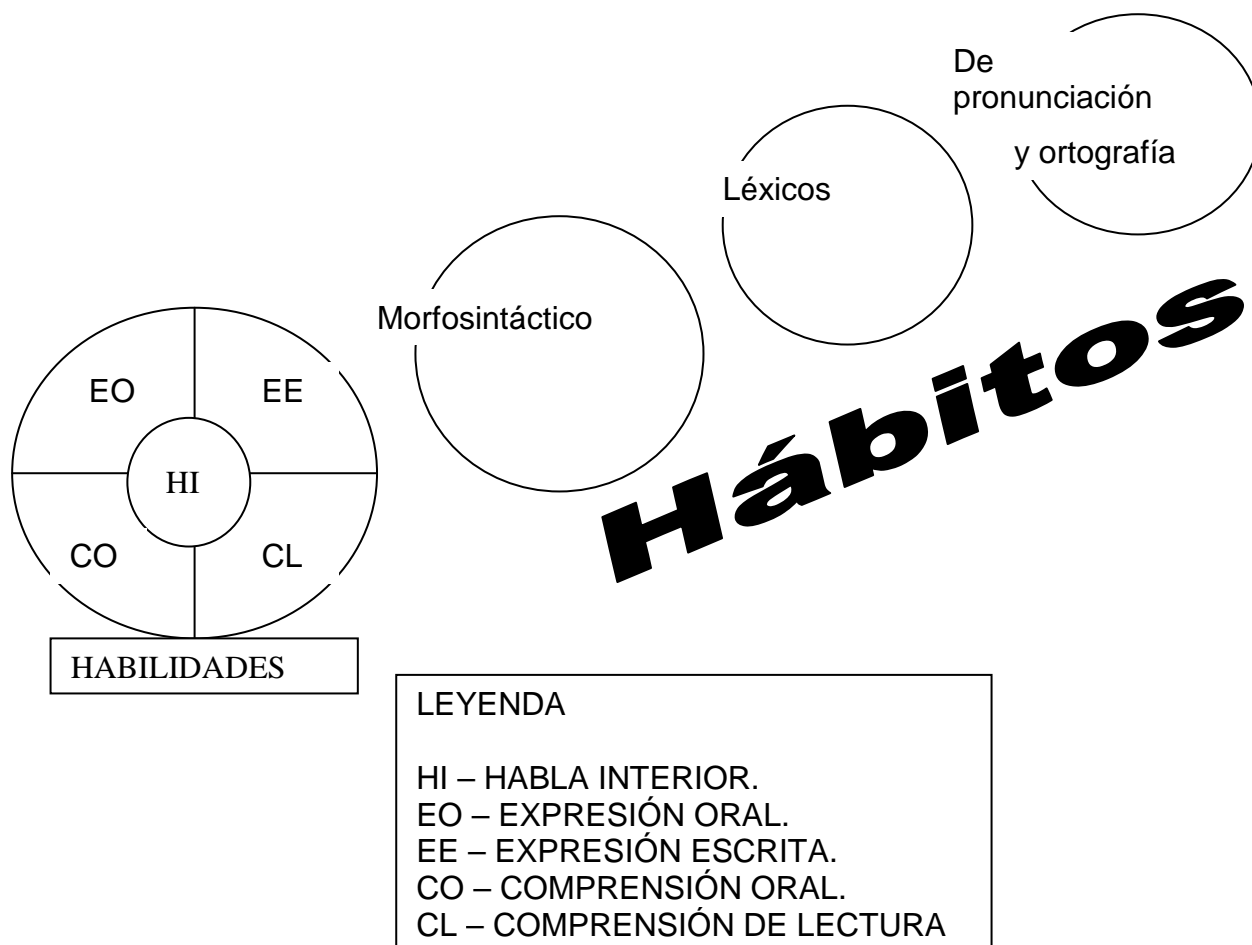 De
pronunciación
y ortografía
Léxicos
Morfosintáctico
Hábitos
EO
EE
HI
CO
CL
HABILIDADES
LEYENDA
HI – HABLA INTERIOR.
EO – EXPRESIÓN ORAL.
EE – EXPRESIÓN ESCRITA.
CO – COMPRENSIÓN ORAL.
CL – COMPRENSIÓN DE LECTURA